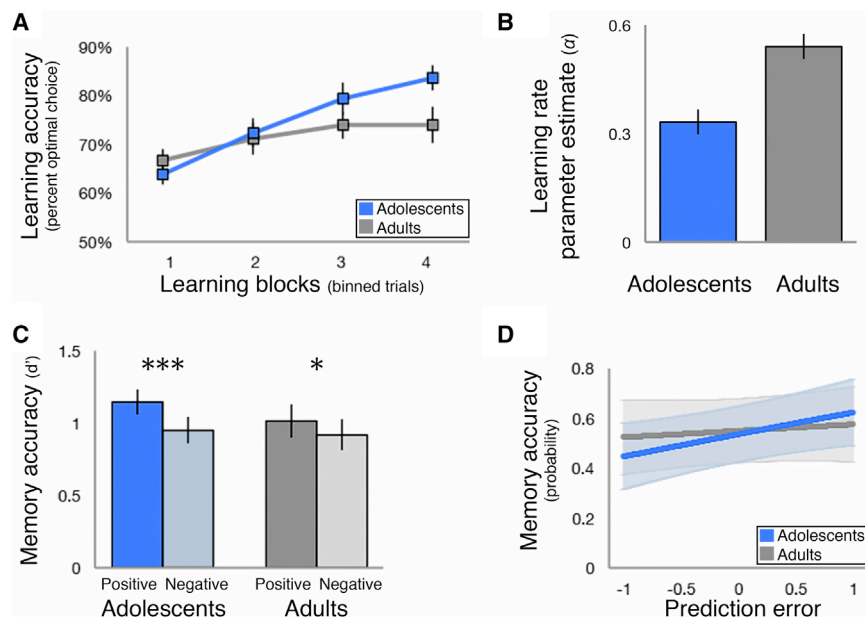 A
Learning accuracy
(percent optimal choice)
90%
80%
70%
60%
50%
Adolescents
Adults
1 2 3 4
Learning blocks (binned trials)
B
Learning rate
parameter estimate (α)
0.6
0.3
0
Adolescents Adults
C
Memory accuracy (d')
1.5
1
0.5
0
***
*
Positive Negative Positive Negative
Adolescents Adults
D
Memory accuracy
(probability)
0.8
0.6
0.4
0.2
0
Adolescents
Adults
-1 -0.5 0 0.5 1
Prediction error